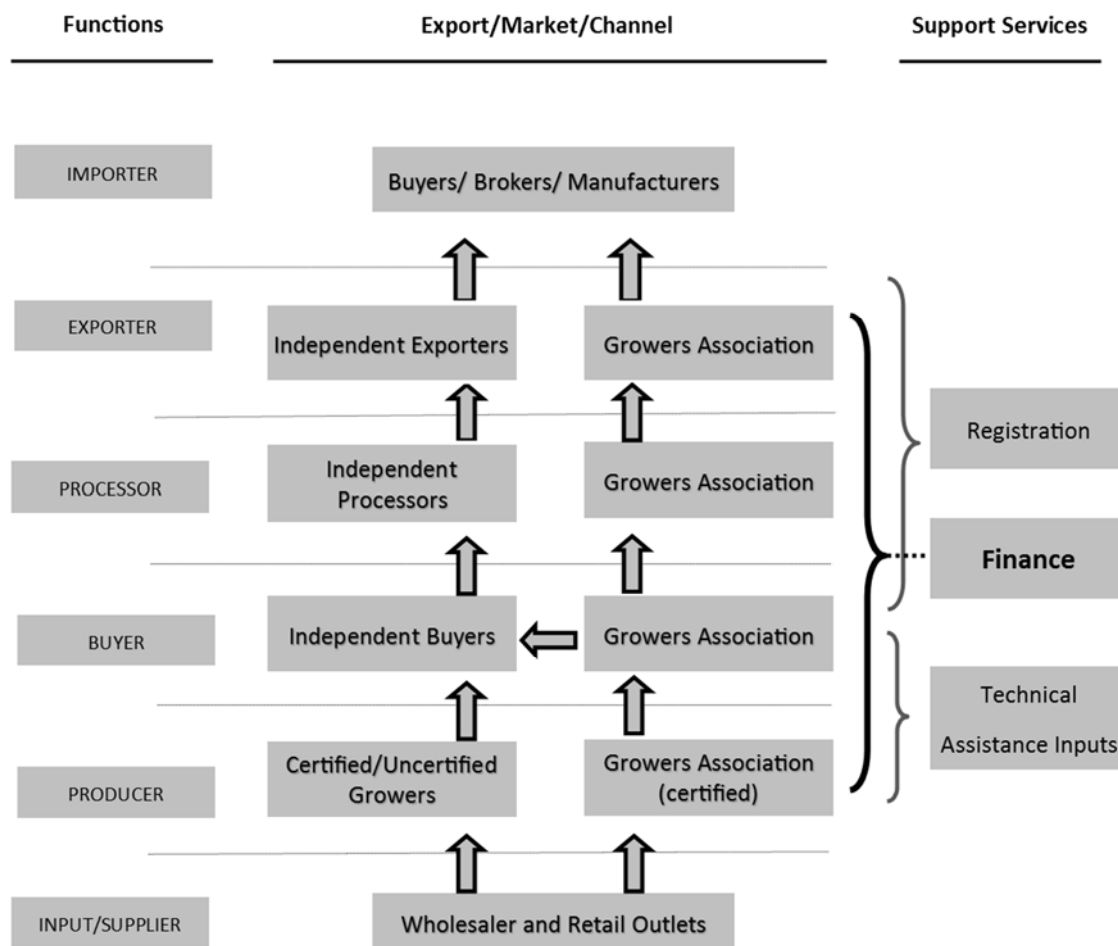 Functions
Export/Market/Channel
Support Services
IMPORTER
Buyers/ Brokers/ Manufacturers
EXPORTER
Independent Exporters
Growers Association
Registration
PROCESSOR
Independent
Processors
Growers Association
Finance
BUYER
Independent Buyers
Growers Association
Technical
Assistance Inputs
PRODUCER
Certified/Uncertified
Growers
Growers Association
(certified)
INPUT/SUPPLIER
Wholesaler and Retail Outlets